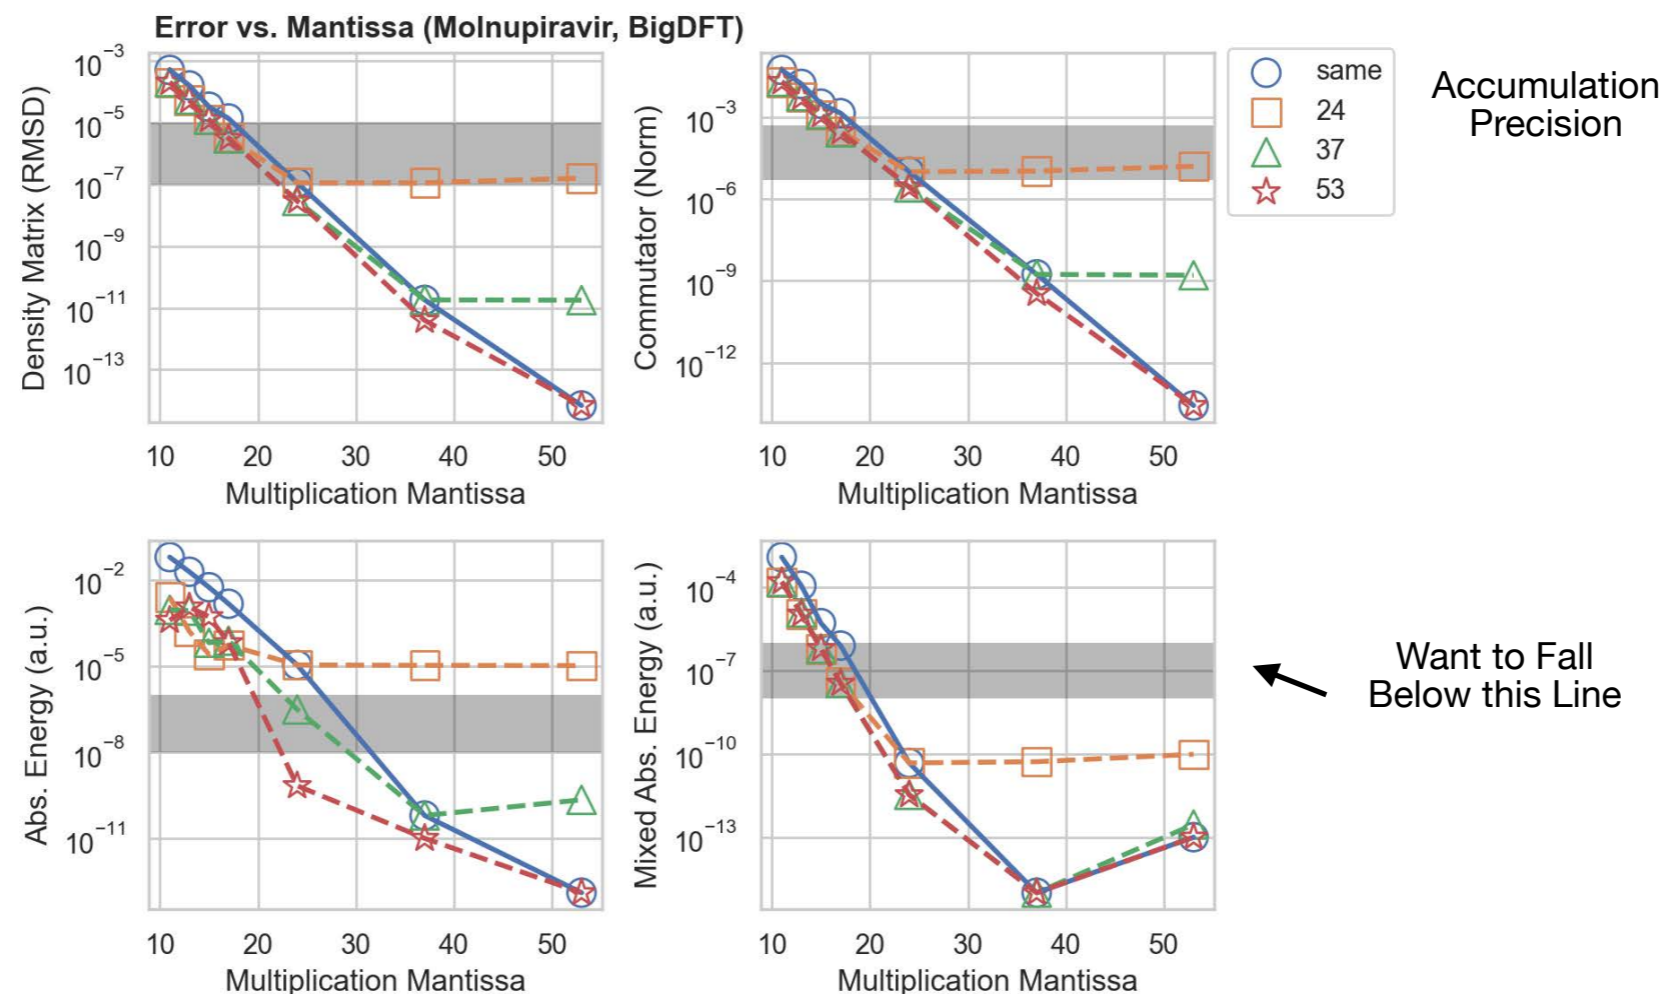 Error vs. Mantissa (Molnupiravir, BigDFT)
Density Matrix (RMSD)
10−3
10−5
10−7
10−9
10−11
10−13
10 20 30 40 50
Multiplication Mantissa
Commutator (Norm)
10−3
10−6
10−9
10−12
10 20 30 40 50
Multiplication Mantissa
same
24
37
53
Accumulation
Precision
Abs. Energy (a.u.)
10−2
10−5
10−8
10−11
10 20 30 40 50
Multiplication Mantissa
Mixed Abs. Energy (a.u.)
10−4
10−7
10−10
10−13
10 20 30 40 50
Multiplication Mantissa
Want to Fall
Below this Line